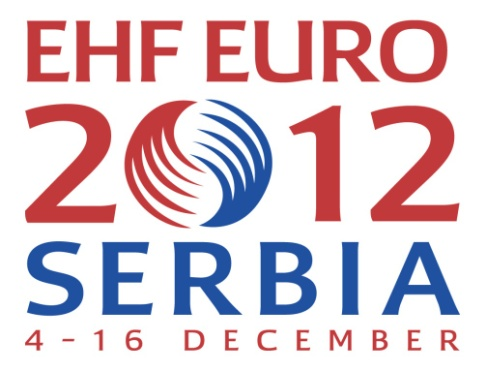 EHF EURO
2012
SERBIA
4-16 DECEMBER